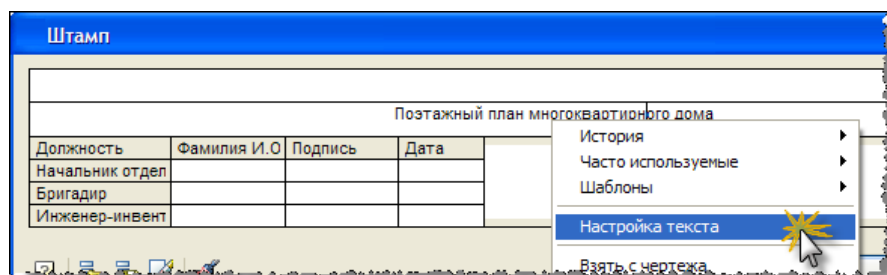 Штамп
Поэтажный план многоквартирного дома
Должность Фамилия И.О Подпись Дата
Начальник отдел
Бригадир
Инженер-инвент
История
Часто используемые
Шаблоны
Настройка текста
Взять с чертежа